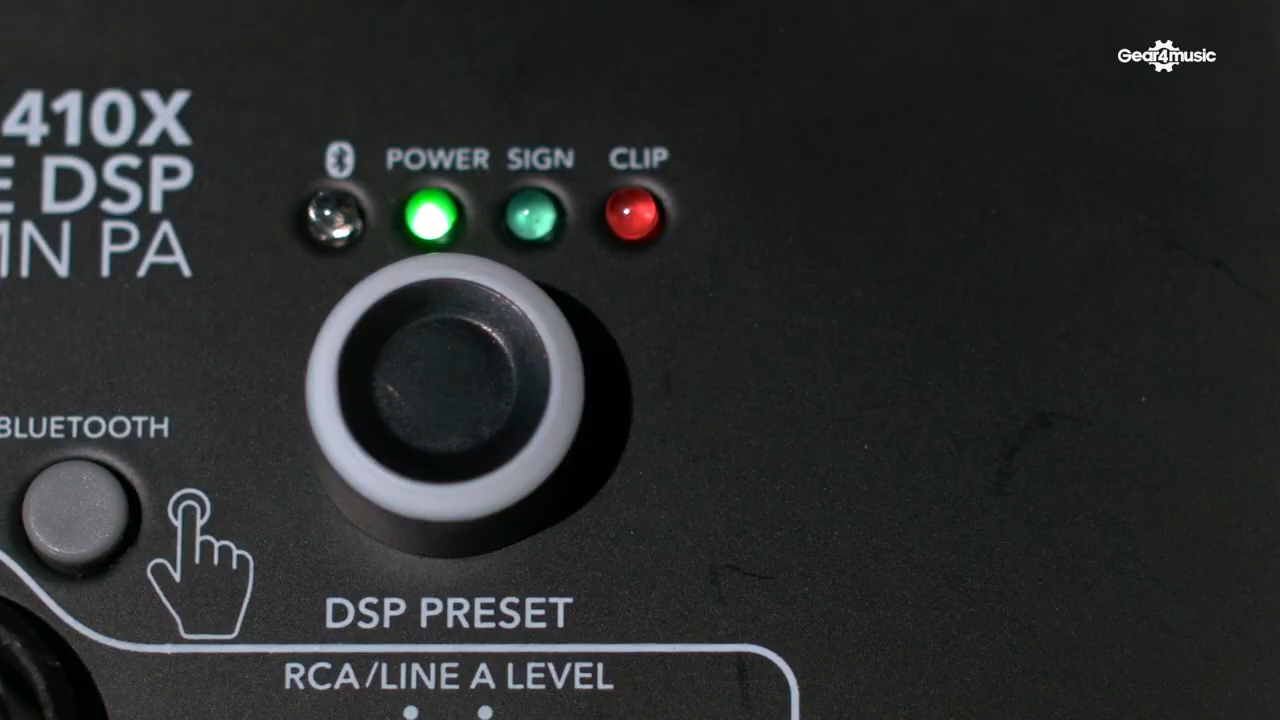 Gear4music
410X
E DSP
IN PA
POWER SIGN CLIP
BLUETOOTH
DSP PRESET
RCA/LINE A LEVEL